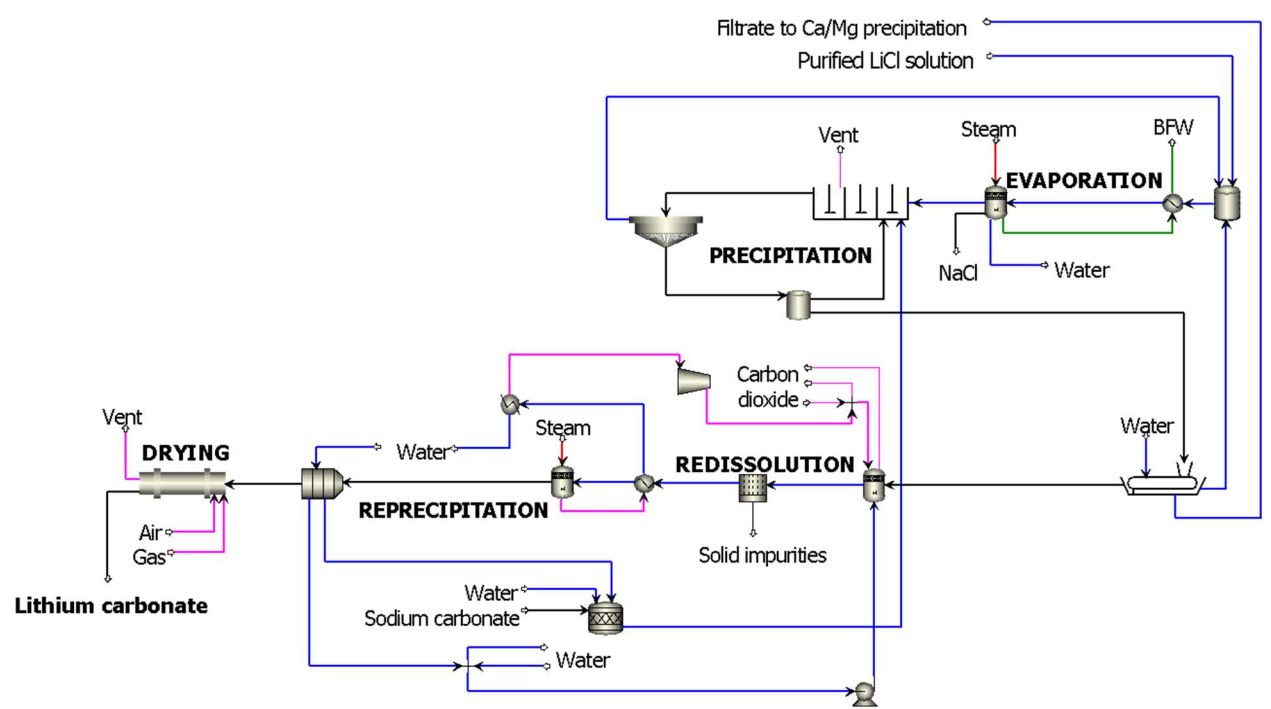 Filtrate to Ca/Mg precipitation
Purified LiCl solution
Vent
Steam
BFW
EVAPORATION
PRECIPITATION
NaCl
Water
Carbon
dioxide
Vent
DRYING
Water
Steam
REDISSOLUTION
Water
REPRECIPITATION
Air
Gas
Solid impurities
Lithium carbonate
Water
Sodium carbonate
Water